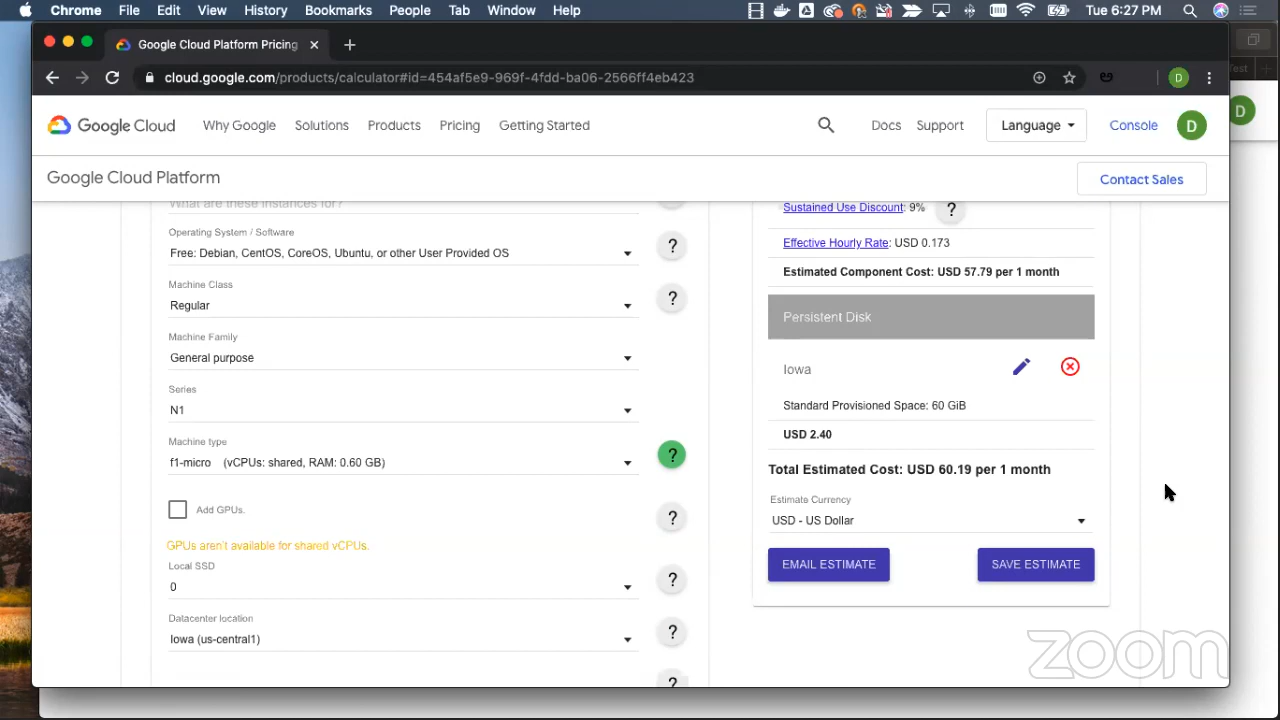 Chrome File Edit View History Bookmarks People Tab Window Help Tue 6:27 PM
Google Cloud Platform Pricing
cloud.google.com/products/calculator#id=454af5e9-969f-4fdd-ba06-2566ff4eb423 D
Test
D
Google Cloud Why Google Solutions Products Pricing Getting Started Docs Support Language Console D
Google Cloud Platform
Contact Sales
What are these instances for?
Operating System / Software
Free: Debian, CentOS, CoreOS, Ubuntu, or other User Provided OS
?
Machine Class
Regular
?
Machine Family
General purpose
Series
N1
Machine type
f1-micro (vCPUs: shared, RAM: 0.60 GB)
?
Add GPUs.
?
GPUs aren't available for shared vCPUs.
Local SSD
0
?
Datacenter location
Iowa (us-central1)
?
?
Sustained Use Discount: 9% ?
Effective Hourly Rate: USD 0.173
Estimated Component Cost: USD 57.79 per 1 month
Persistent Disk
Iowa
Standard Provisioned Space: 60 GiB
USD 2.40
Total Estimated Cost: USD 60.19 per 1 month
Estimate Currency
USD - US Dollar
EMAIL ESTIMATE SAVE ESTIMATE
zoom